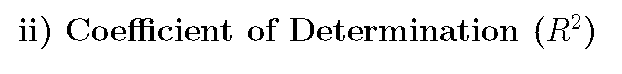 ii) Coefficient of Determination (R²)